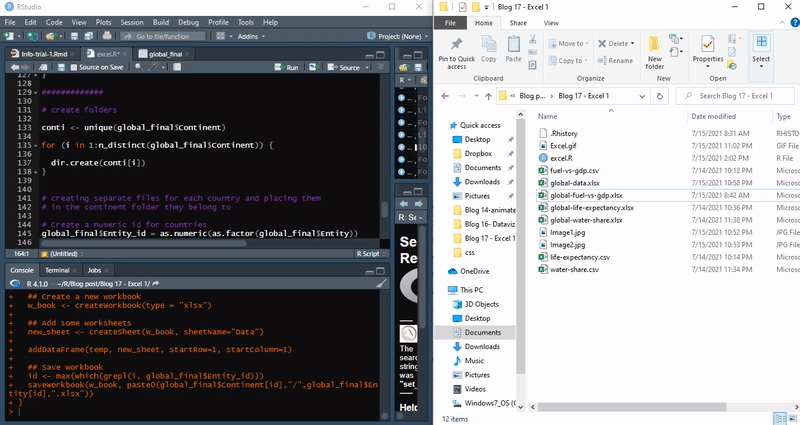 RStudio
File Edit Code View Plots Session Build Debug Profile Tools Help
Go to file/function
Addins
Project: (None)
info-trial-1.Rmd
excel.R*
global_final
Source on Save
Run
Source
127 }
128
129 #############
130
131 # create folders
132
133 conti <- unique(global_final$Continent)
134
135 for (i in 1:n_distinct(global_final$Continent)) {
136
137 dir.create(conti[i])
138 }
139
140
141 # creating separate files for each country and placing them
142 # in the continent folder they belong to
143
144 # Create a numeric id for countries
145 global_final$Entity_id = as.numeric(as.factor(global_final$Entity))
146
164:1 (Untitled)
R Script
Console Terminal Jobs
R 4.1.0 · ~/R/Blog post/Blog 17 - Excel 1/
+ ## Create a new workbook
+ w_book <- createWorkbook(type = "xlsx")
+
+ ## Add some worksheets
+ new_sheet <- createSheet(w_book, sheetName="Data")
+
+ addDataFrame(temp, new_sheet, startRow=1, startColumn=1)
+
+ ## Save workbook
+ id <- max(which(grepl(i, global_final$Entity_id)))
+ saveWorkbook(w_book, paste0(global_final$Continent[id],"/",global_final$En
tity[id],".xlsx"))
+ }
>
R: S
Se
Re
The
sear
string
was
"set_
Help
Blog 17 - Excel 1
File Home Share View
Pin to Quick access
Copy
Paste
Clipboard
Move to
Copy to
Delete
Organize
New folder
New
Properties
Open
Select
Blog p... > Blog 17 - Excel 1
Search Blog 17 - Excel 1
Quick access
Desktop
Dropbox
Documents
Downloads
Pictures
Blog 14-animate
Blog 16- Dataviz
Blog 17 - Excel 1
css
OneDrive
This PC
3D Objects
Desktop
Documents
Downloads
Music
Pictures
Videos
Windows7_OS (C
Name Date modified Type
.Rhistory 7/15/2021 8:31 AM RHISTO
Excel.gif 7/15/2021 11:02 PM GIF File
excel.R 7/15/2021 2:02 PM R File
fuel-vs-gdp.csv 7/14/2021 10:12 PM Microso
global-data.xlsx 7/15/2021 10:58 PM Microso
global-fuel-vs-gdp.xlsx 7/15/2021 8:42 AM Microso
global-life-expectancy.xlsx 7/14/2021 10:36 PM Microso
global-water-share.xlsx 7/14/2021 11:38 PM Microso
Image1.jpg 7/15/2021 10:52 PM JPG File
Image2.jpg 7/15/2021 10:53 PM JPG File
life-expectancy.csv 7/14/2021 10:14 PM Microso
water-share.csv 7/14/2021 11:34 PM Microso
12 items